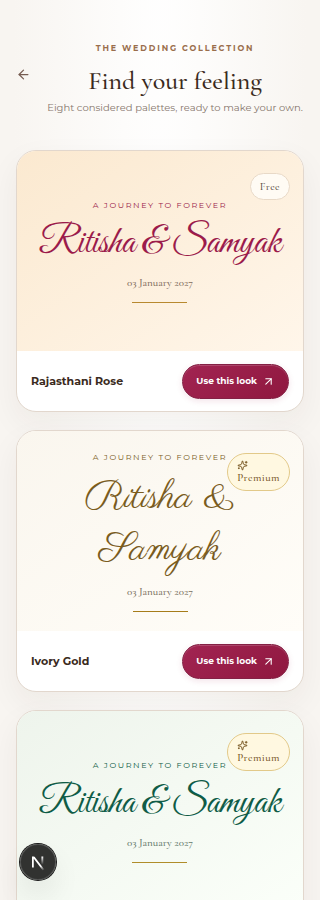 THE WEDDING COLLECTION
Find your feeling
Eight considered palettes, ready to make your own.
Free
A JOURNEY TO FOREVER
Ritisha & Samyak
03 January 2027
Rajasthani Rose
Use this look
A JOURNEY TO FOREVER
Premium
Ritisha &
Samyak
03 January 2027
Ivory Gold
Use this look
Premium
A JOURNEY TO FOREVER
Ritisha & Samyak
03 January 2027
N